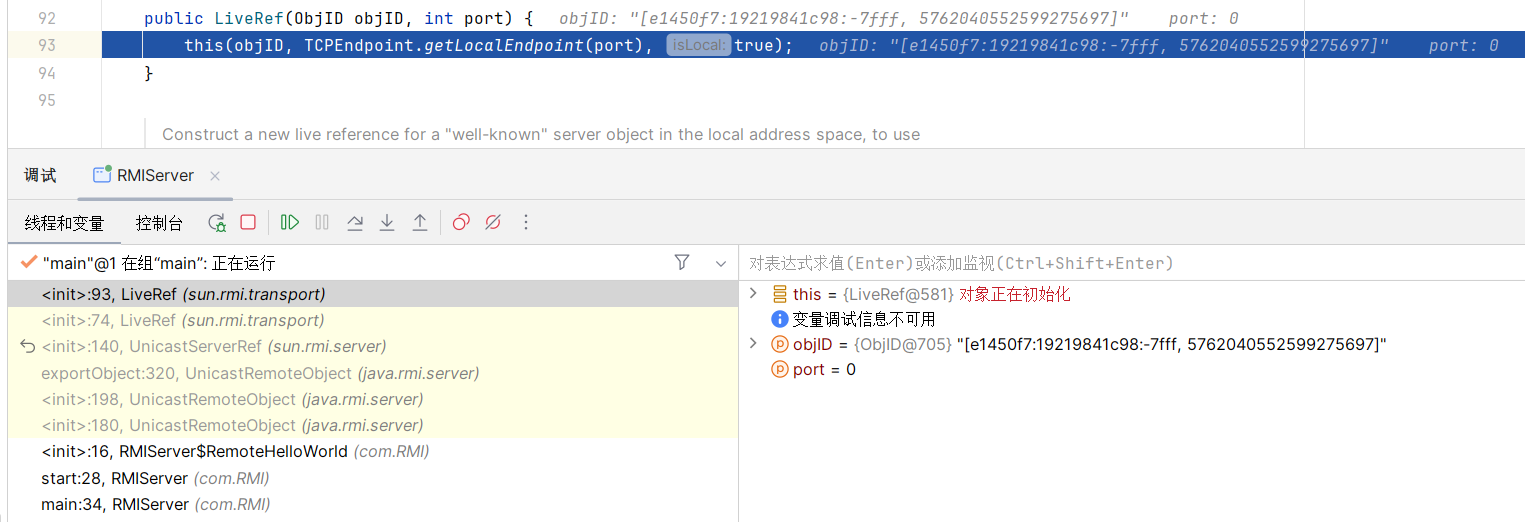 92 public LiveRef(ObjID objID, int port) { objID: "[e1450f7:19219841c98:-7fff, 5762040552599275697]" port: 0
93 this(objID, TCPEndpoint.getLocalEndpoint(port), isLocal: true); objID: "[e1450f7:19219841c98:-7fff, 5762040552599275697]" port: 0
94 }
95
Construct a new live reference for a "well-known" server object in the local address space, to use
调试 RMIServer
线程和变量 控制台
"main"@1 在组“main”: 正在运行
对表达式求值(Enter)或添加监视(Ctrl+Shift+Enter)
<init>:93, LiveRef (sun.rmi.transport)
<init>:74, LiveRef (sun.rmi.transport)
<init>:140, UnicastServerRef (sun.rmi.server)
exportObject:320, UnicastRemoteObject (java.rmi.server)
<init>:198, UnicastRemoteObject (java.rmi.server)
<init>:180, UnicastRemoteObject (java.rmi.server)
<init>:16, RMIServer$RemoteHelloWorld (com.RMI)
start:28, RMIServer (com.RMI)
main:34, RMIServer (com.RMI)
this = {LiveRef@581} 对象正在初始化
变量调试信息不可用
objID = {ObjID@705} "[e1450f7:19219841c98:-7fff, 5762040552599275697]"
port = 0